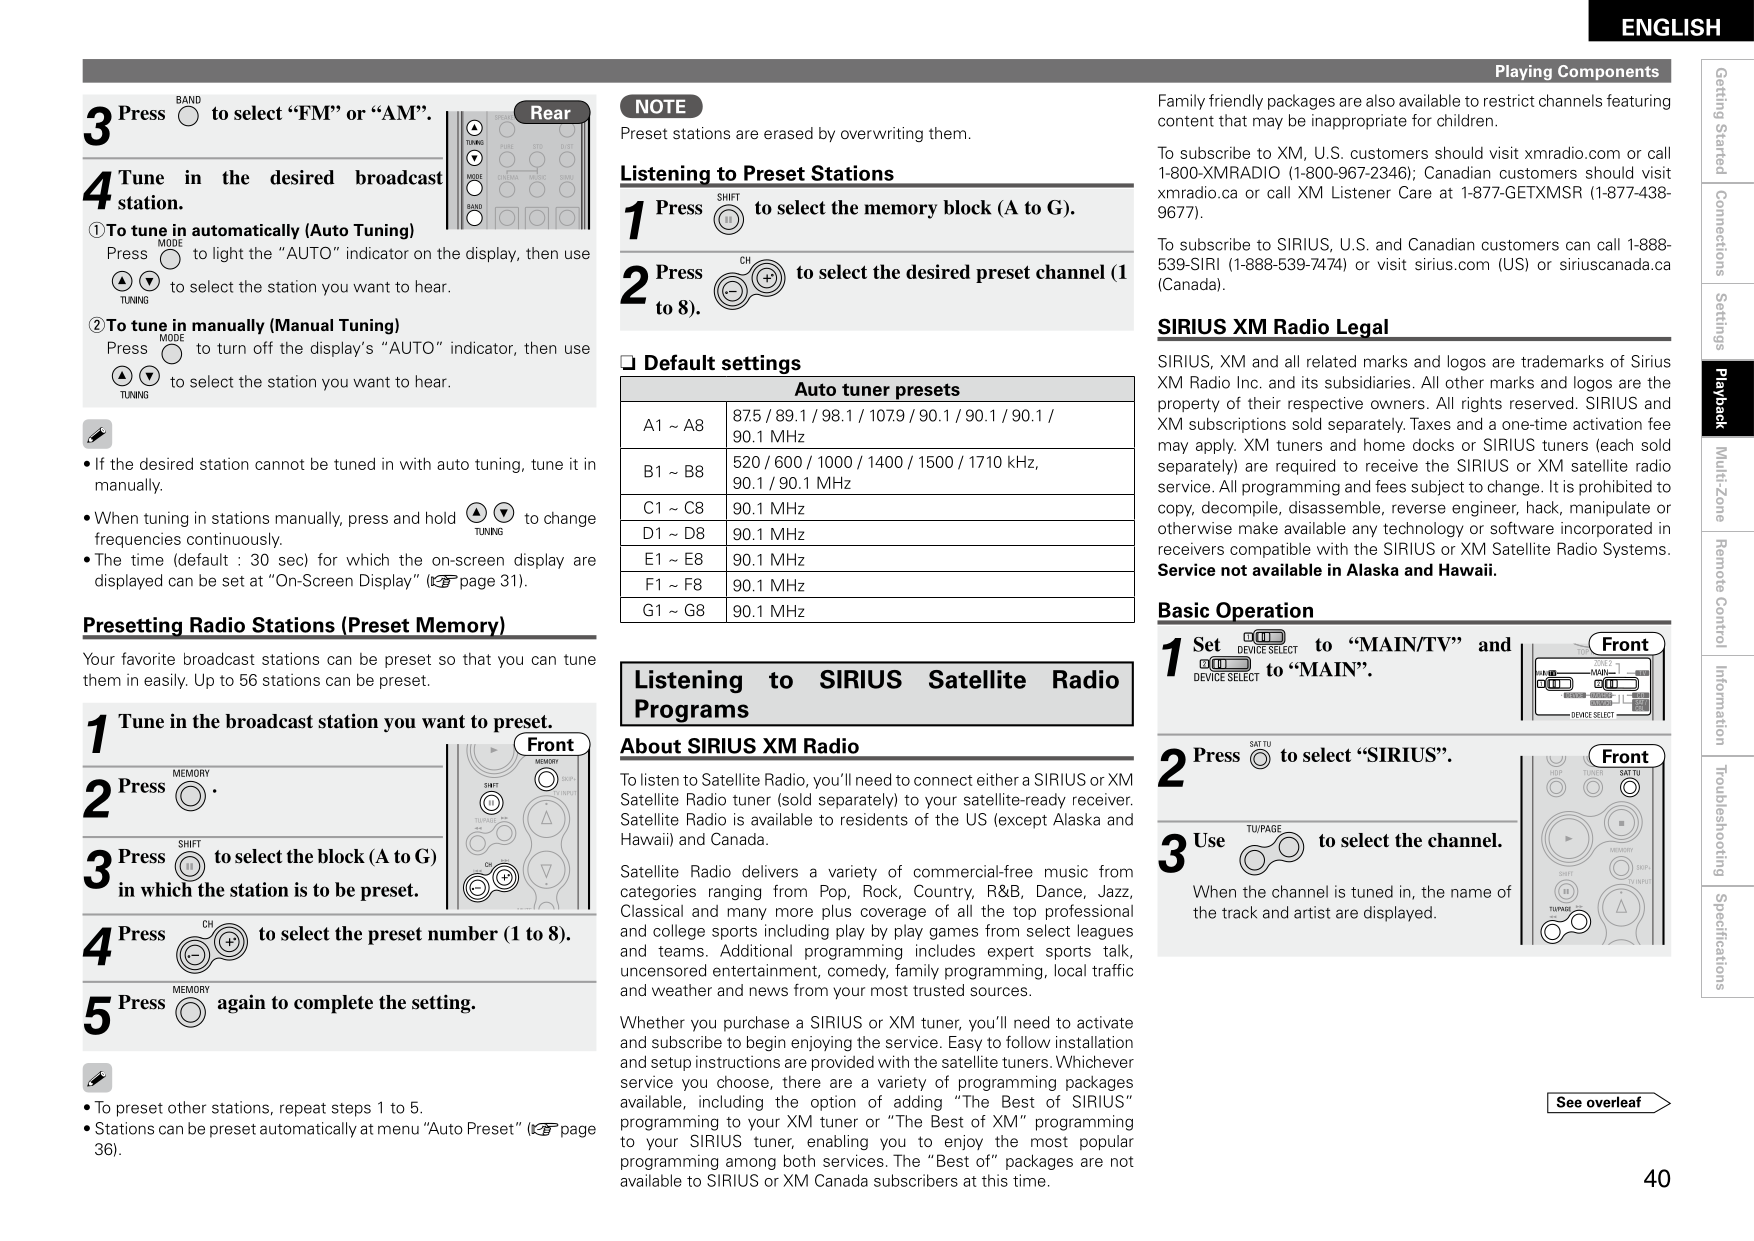 ENGLISH
Playing Components
3 Press BAND to select “FM” or “AM”.
Rear
4 Tune in the desired broadcast
station.
①To tune in automatically (Auto Tuning)
Press MODE to light the “AUTO” indicator on the display, then use
TUNING to select the station you want to hear.
②To tune in manually (Manual Tuning)
Press MODE to turn off the display’s “AUTO” indicator, then use
TUNING to select the station you want to hear.
TUNING
MODE
BAND
• If the desired station cannot be tuned in with auto tuning, tune it in
manually.
• When tuning in stations manually, press and hold TUNING to change
frequencies continuously.
• The time (default : 30 sec) for which the on-screen display are
displayed can be set at “On-Screen Display” (page 31).
Presetting Radio Stations (Preset Memory)
Your favorite broadcast stations can be preset so that you can tune
them in easily. Up to 56 stations can be preset.
1 Tune in the broadcast station you want to preset.
Front
2 Press MEMORY.
3 Press SHIFT to select the block (A to G)
in which the station is to be preset.
4 Press CH to select the preset number (1 to 8).
5 Press MEMORY again to complete the setting.
MEMORY
SKIP+
SHIFT
TV INPUT
TU/PAGE
CH
• To preset other stations, repeat steps 1 to 5.
• Stations can be preset automatically at menu “Auto Preset” (page
36).
NOTE
Preset stations are erased by overwriting them.
Listening to Preset Stations
1 Press SHIFT to select the memory block (A to G).
2 Press CH to select the desired preset channel (1
to 8).
❏ Default settings
Auto tuner presets
A1 ~ A8 87.5 / 89.1 / 98.1 / 107.9 / 90.1 / 90.1 / 90.1 /
90.1 MHz
B1 ~ B8 520 / 600 / 1000 / 1400 / 1500 / 1710 kHz,
90.1 / 90.1 MHz
C1 ~ C8 90.1 MHz
D1 ~ D8 90.1 MHz
E1 ~ E8 90.1 MHz
F1 ~ F8 90.1 MHz
G1 ~ G8 90.1 MHz
Listening to SIRIUS Satellite Radio
Programs
About SIRIUS XM Radio
To listen to Satellite Radio, you’ll need to connect either a SIRIUS or XM
Satellite Radio tuner (sold separately) to your satellite-ready receiver.
Satellite Radio is available to residents of the US (except Alaska and
Hawaii) and Canada.
Satellite Radio delivers a variety of commercial-free music from
categories ranging from Pop, Rock, Country, R&B, Dance, Jazz,
Classical and many more plus coverage of all the top professional
and college sports including play by play games from select leagues
and teams. Additional programming includes expert sports talk,
uncensored entertainment, comedy, family programming, local traffic
and weather and news from your most trusted sources.
Whether you purchase a SIRIUS or XM tuner, you’ll need to activate
and subscribe to begin enjoying the service. Easy to follow installation
and setup instructions are provided with the satellite tuners. Whichever
service you choose, there are a variety of programming packages
available, including the option of adding “The Best of SIRIUS”
programming to your XM tuner or “The Best of XM” programming
to your SIRIUS tuner, enabling you to enjoy the most popular
programming among both services. The “Best of” packages are not
available to SIRIUS or XM Canada subscribers at this time.
Family friendly packages are also available to restrict channels featuring
content that may be inappropriate for children.
To subscribe to XM, U.S. customers should visit xmradio.com or call
1-800-XMRADIO (1-800-967-2346); Canadian customers should visit
xmradio.ca or call XM Listener Care at 1-877-GETXMSR (1-877-438-
9677).
To subscribe to SIRIUS, U.S. and Canadian customers can call 1-888-
539-SIRI (1-888-539-7474) or visit sirius.com (US) or siriuscanada.ca
(Canada).
SIRIUS XM Radio Legal
SIRIUS, XM and all related marks and logos are trademarks of Sirius
XM Radio Inc. and its subsidiaries. All other marks and logos are the
property of their respective owners. All rights reserved. SIRIUS and
XM subscriptions sold separately. Taxes and a one-time activation fee
may apply. XM tuners and home docks or SIRIUS tuners (each sold
separately) are required to receive the SIRIUS or XM satellite radio
service. All programming and fees subject to change. It is prohibited to
copy, decompile, disassemble, reverse engineer, hack, manipulate or
otherwise make available any technology or software incorporated in
receivers compatible with the SIRIUS or XM Satellite Radio Systems.
Service not available in Alaska and Hawaii.
Basic Operation
1 Set DEVICE SELECT to “MAIN/TV” and
DEVICE SELECT to “MAIN”.
Front
ZONE 2
MAIN
DEVICE SELECT
2 Press SAT TU to select “SIRIUS”.
Front
HDP TUNER SAT TU
3 Use TU/PAGE to select the channel.
When the channel is tuned in, the name of
the track and artist are displayed.
MEMORY
SKIP+
SHIFT
TV INPUT
TU/PAGE
See overleaf
40
Getting Started
Connections
Settings
Playback
Multi-Zone
Remote Control
Information
Troubleshooting
Specifications